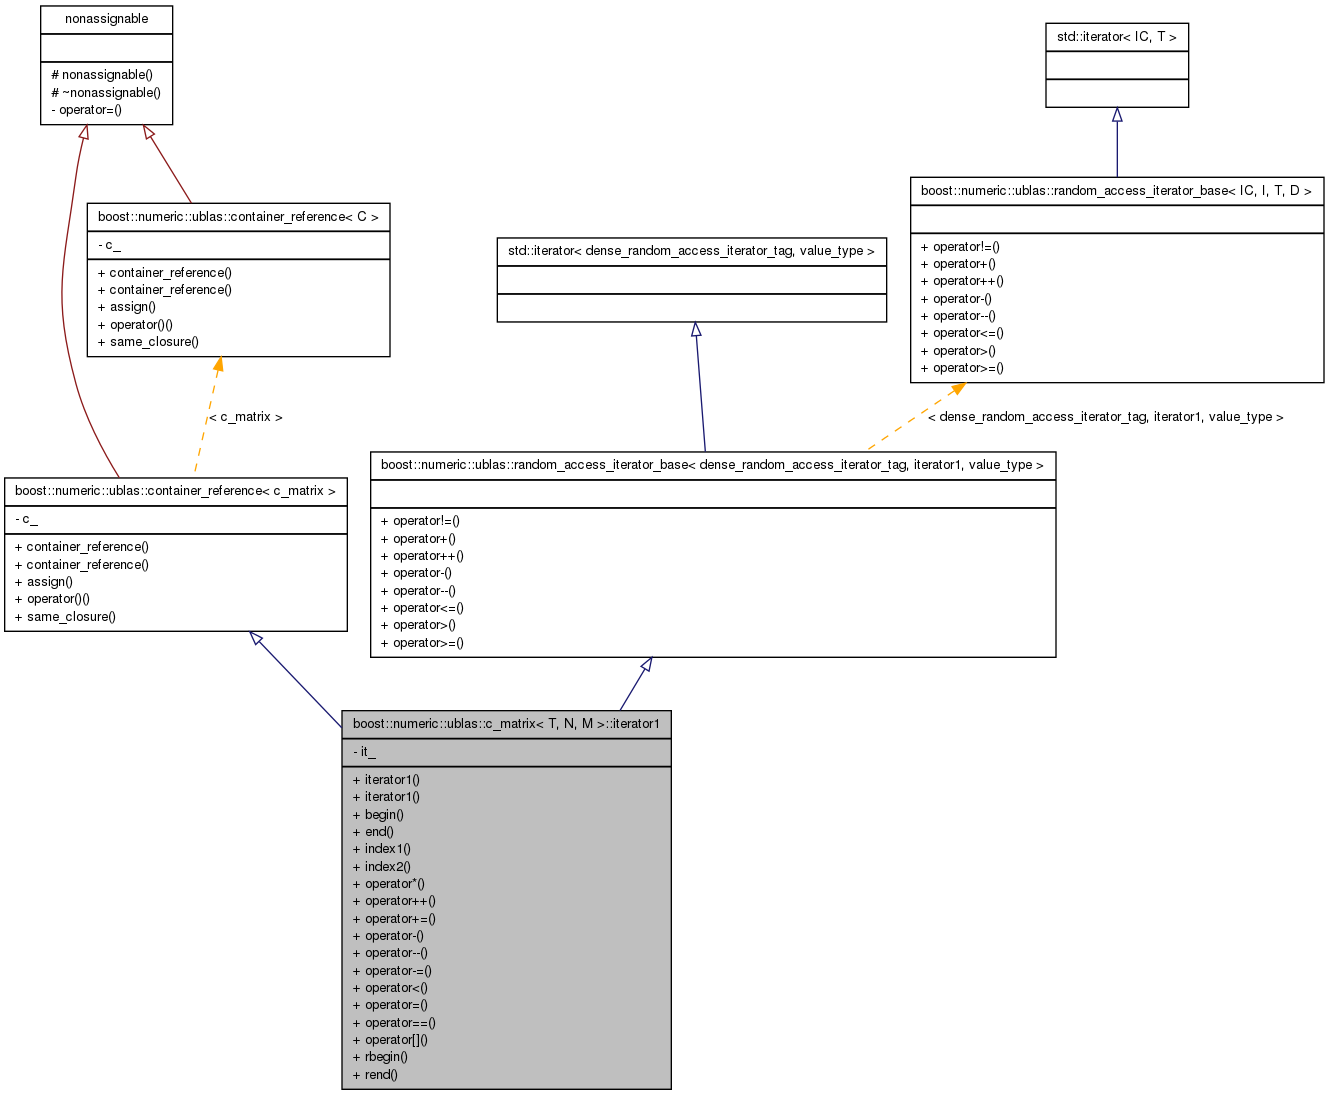 nonassignable
# nonassignable()
# ~nonassignable()
- operator=()
std::iterator< IC, T >
boost::numeric::ublas::random_access_iterator_base< IC, I, T, D >
+ operator!=()
+ operator+()
+ operator++()
+ operator-()
+ operator--()
+ operator<=()
+ operator>()
+ operator>=()
boost::numeric::ublas::container_reference< C >
- c_
+ container_reference()
+ container_reference()
+ assign()
+ operator()()
+ same_closure()
std::iterator< dense_random_access_iterator_tag, value_type >
< c_matrix >
< dense_random_access_iterator_tag, iterator1, value_type >
boost::numeric::ublas::container_reference< c_matrix >
- c_
+ container_reference()
+ container_reference()
+ assign()
+ operator()()
+ same_closure()
boost::numeric::ublas::random_access_iterator_base< dense_random_access_iterator_tag, iterator1, value_type >
+ operator!=()
+ operator+()
+ operator++()
+ operator-()
+ operator--()
+ operator<=()
+ operator>()
+ operator>=()
boost::numeric::ublas::c_matrix< T, N, M >::iterator1
- it_
+ iterator1()
+ iterator1()
+ begin()
+ end()
+ index1()
+ index2()
+ operator*()
+ operator++()
+ operator+=()
+ operator-()
+ operator--()
+ operator-=()
+ operator<()
+ operator=()
+ operator==()
+ operator[]()
+ rbegin()
+ rend()